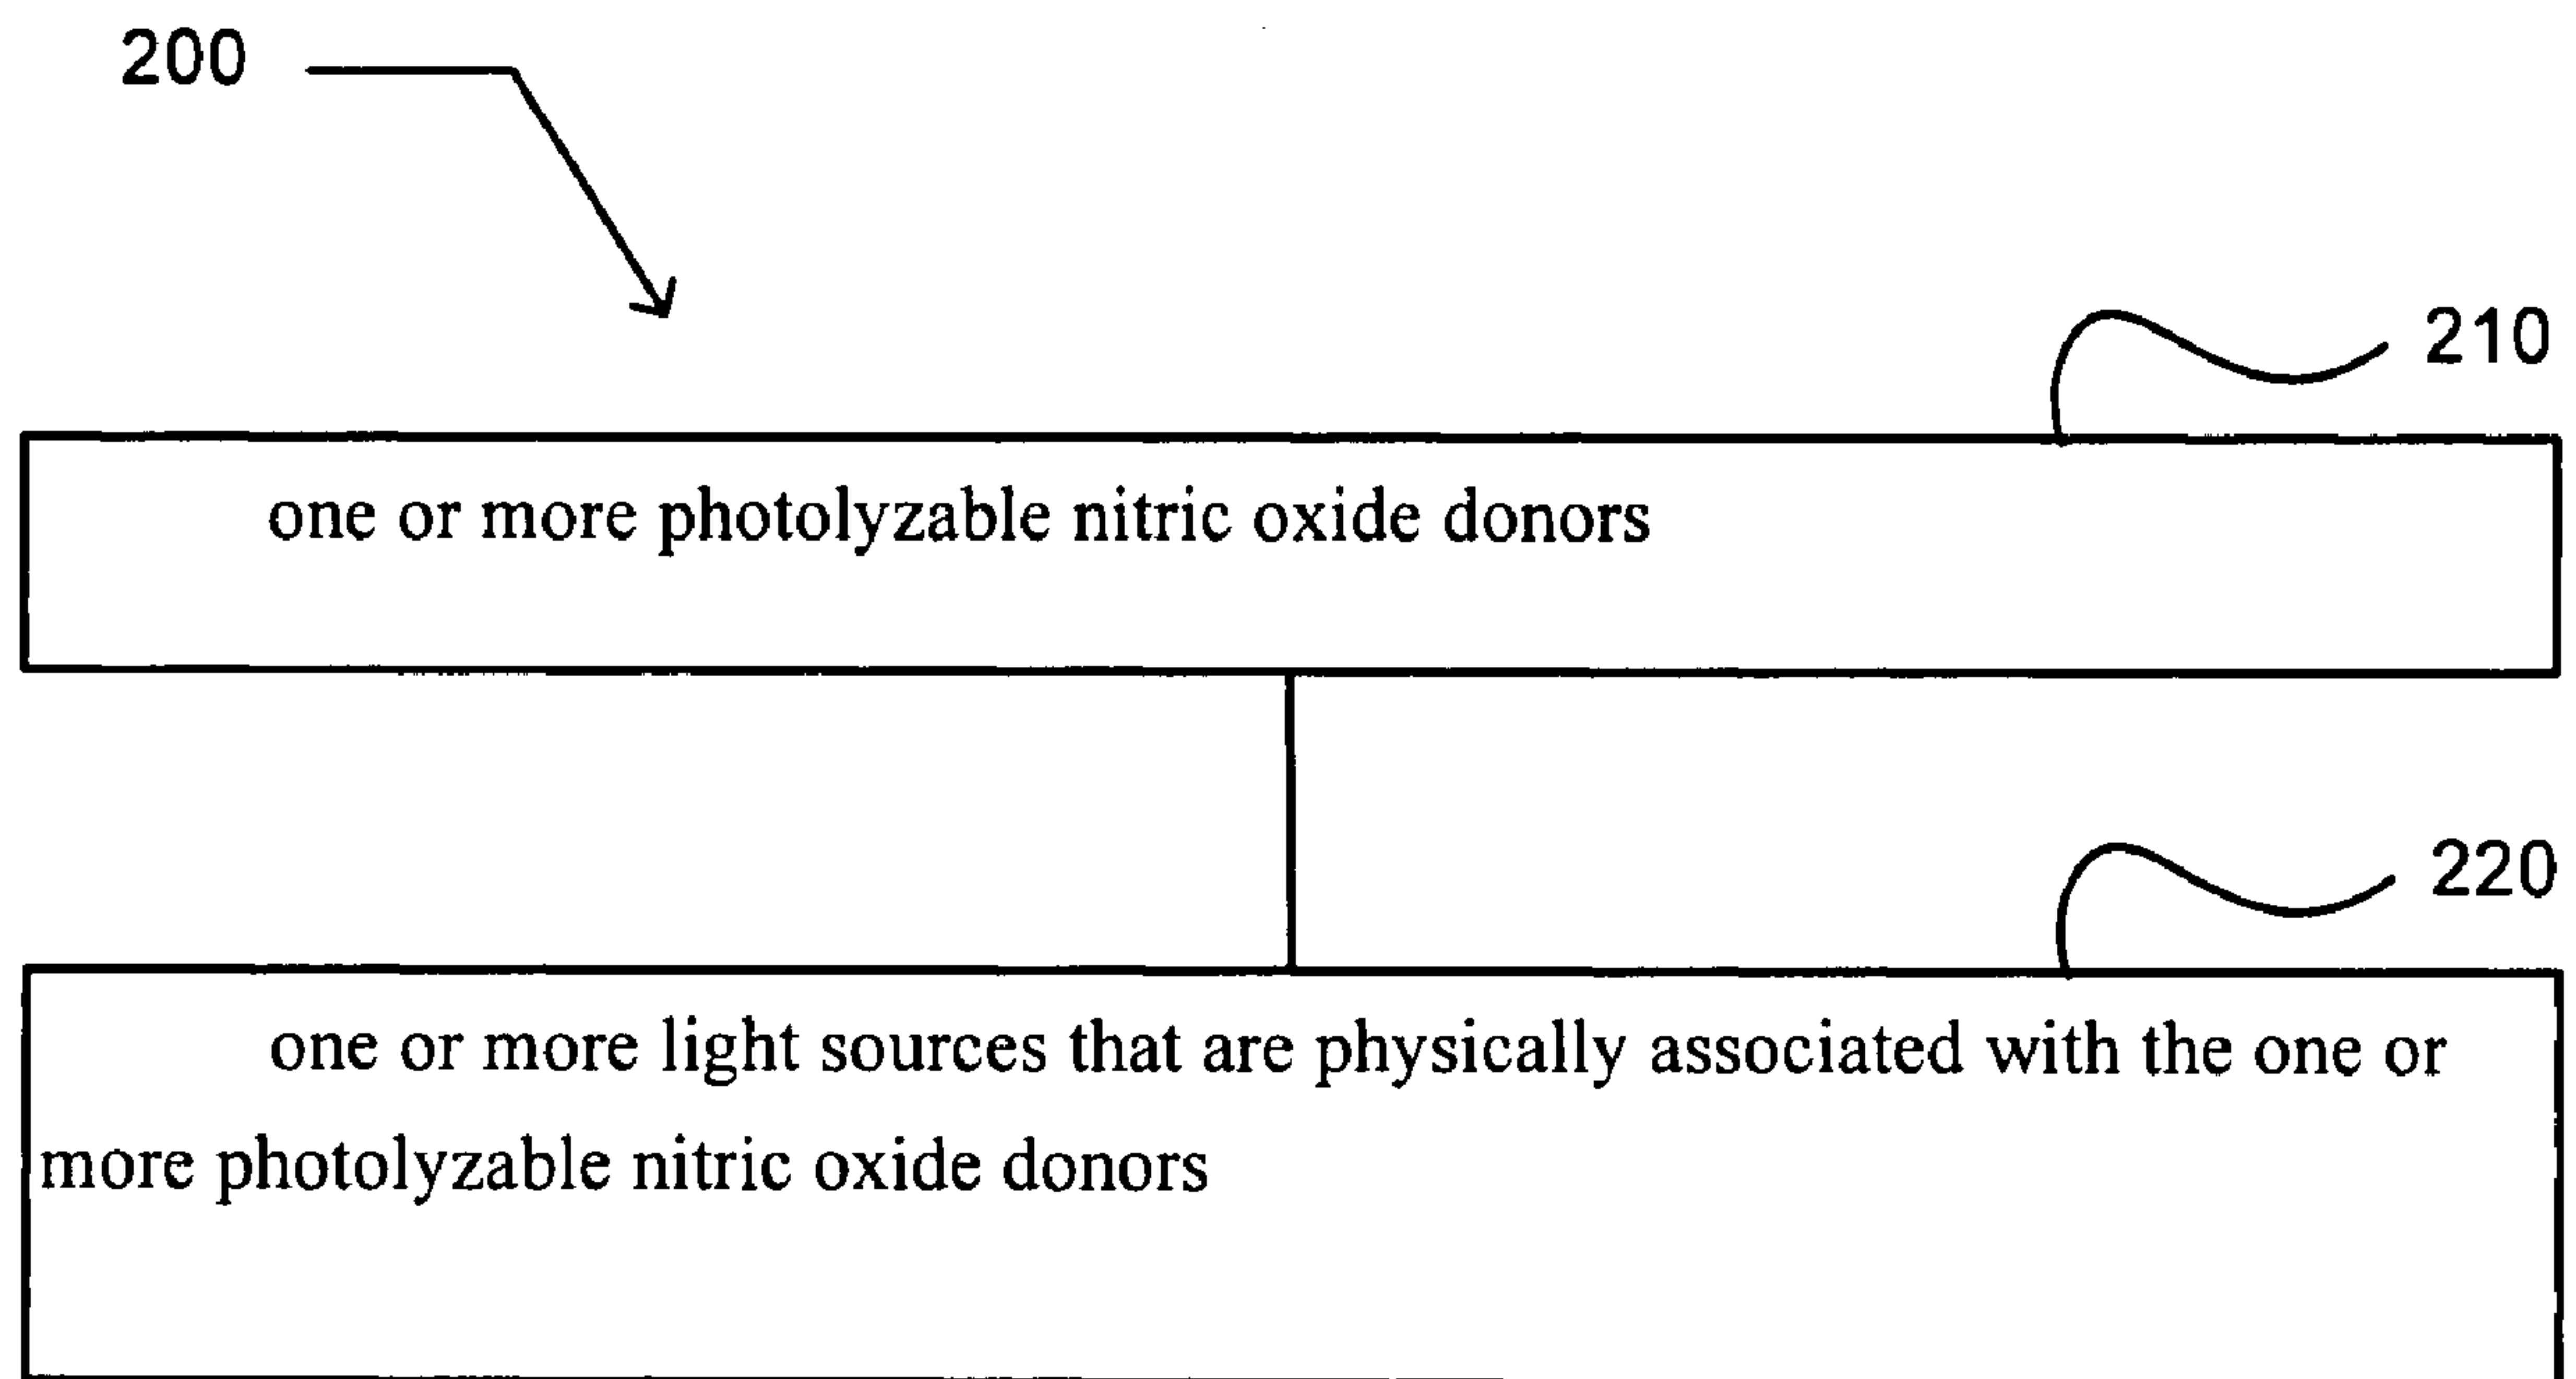 200
210
one or more photolyzable nitric oxide donors
220
one or more light sources that are physically associated with the one or
more photolyzable nitric oxide donors